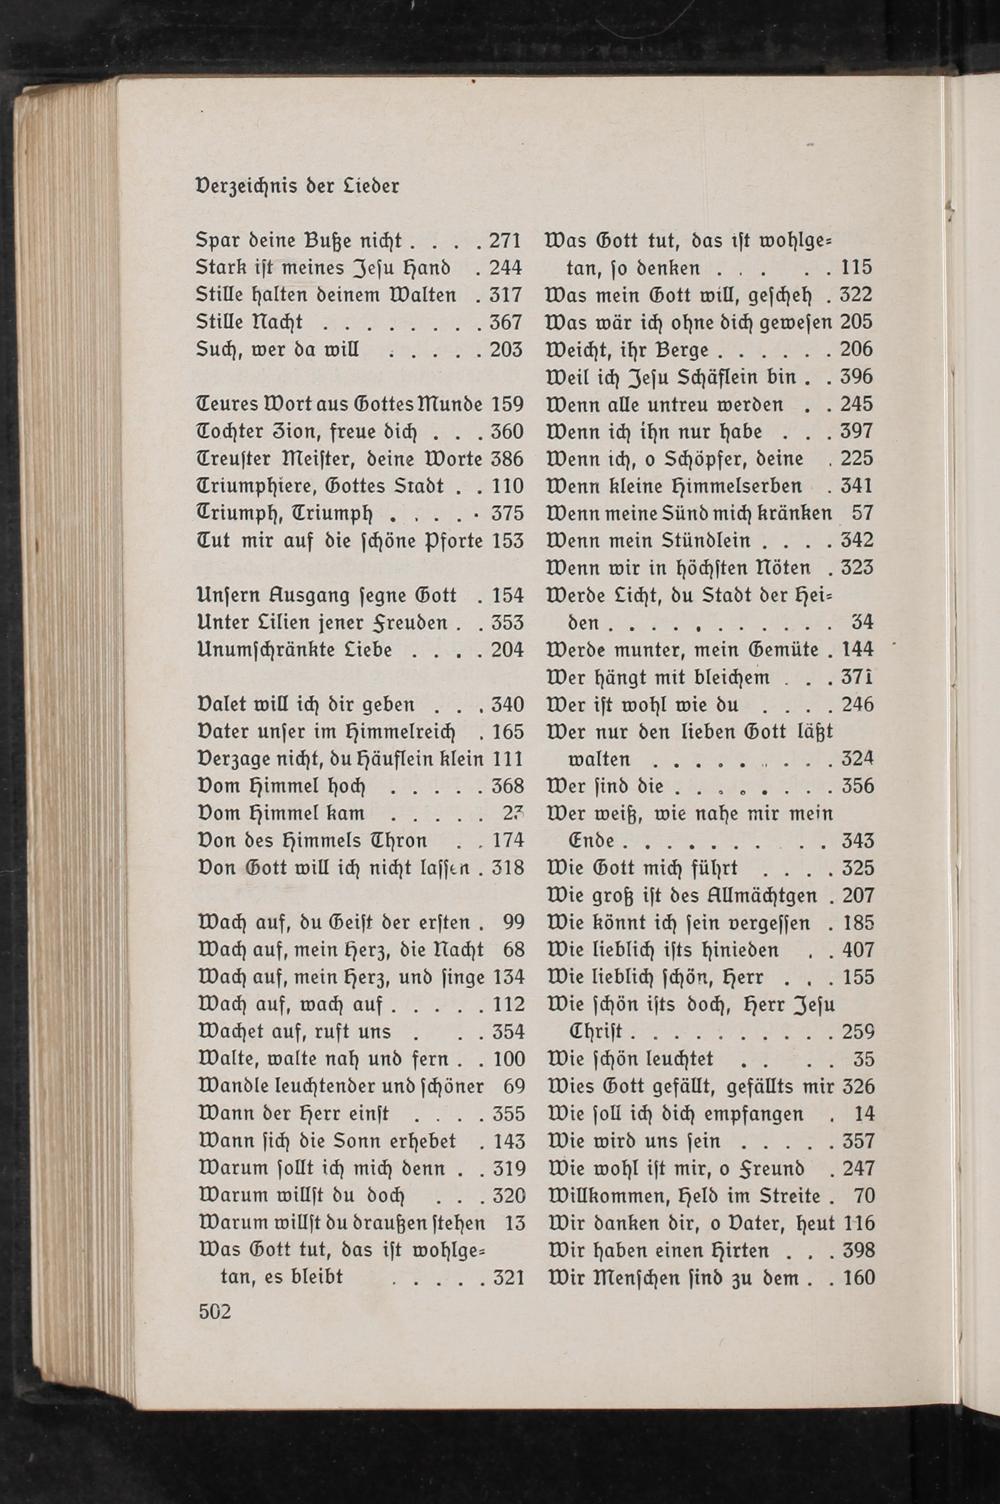 Verzeichnis der Lieder
Spar deine Buße nicht . . . . 271
Stark ist meines Jesu Hand . 244
Stille halten deinem Walten . 317
Stille Nacht . . . . . . . . 367
Such, wer da will . . . . . 203
Teures Wort aus Gottes Munde 159
Tochter Zion, freue dich . . . 360
Treuster Meister, deine Worte 386
Triumphiere, Gottes Stadt . . 110
Triumph, Triumph . . . . . 375
Tut mir auf die schöne Pforte 153
Unsern Ausgang segne Gott . 154
Unter Lilien jener Freuden . . 353
Unumschränkte Liebe . . . . 204
Valet will ich dir geben . . . 340
Vater unser im Himmelreich . 165
Verzage nicht, du Häuflein klein 111
Vom Himmel hoch . . . . . 368
Vom Himmel kam . . . . . 23
Von des Himmels Thron . . 174
Von Gott will ich nicht lassen . 318
Wach auf, du Geist der ersten . 99
Wach auf, mein Herz, die Nacht 68
Wach auf, mein Herz, und singe 134
Wach auf, wach auf . . . . . 112
Wachet auf, ruft uns . . . 354
Walte, walte nah und fern . . 100
Wandle leuchtender und schöner 69
Wann der Herr einst . . . . 355
Wann sich die Sonn erhebet . 143
Warum sollt ich mich denn . . 319
Warum willst du doch . . . 320
Warum willst du draußen stehen 13
Was Gott tut, das ist wohlge-
tan, es bleibt . . . . . 321
Was Gott tut, das ist wohlge-
tan, so denken . . . . . 115
Was mein Gott will, gescheh . 322
Was wär ich ohne dich gewesen 205
Weicht, ihr Berge . . . . . . 206
Weil ich Jesu Schäflein bin . . 396
Wenn alle untreu werden . . 245
Wenn ich ihn nur habe . . . 397
Wenn ich, o Schöpfer, deine . 225
Wenn kleine Himmelserben . 341
Wenn meine Sünd mich kränken 57
Wenn mein Stündlein . . . . 342
Wenn wir in höchsten Nöten . 323
Werde Licht, du Stadt der Hei-
den . . . . . . . . . . . 34
Werde munter, mein Gemüte . 144
Wer hängt mit bleichem . . . 371
Wer ist wohl wie du . . . . 246
Wer nur den lieben Gott läßt
walten . . . . . . . . . 324
Wer sind die . . . . . . . . 356
Wer weiß, wie nahe mir mein
Ende . . . . . . . . . 343
Wie Gott mich führt . . . . 325
Wie groß ist des Allmächtgen . 207
Wie könnt ich sein vergessen . 185
Wie lieblich ists hinieden . . 407
Wie lieblich schön, Herr . . . 155
Wie schön ists doch, Herr Jesu
Christ . . . . . . . . . . 259
Wie schön leuchtet . . . . 35
Wies Gott gefällt, gefällts mir 326
Wie soll ich dich empfangen . 14
Wie wird uns sein . . . . . 357
Wie wohl ist mir, o Freund . 247
Willkommen, Held im Streite . 70
Wir danken dir, o Vater, heut 116
Wir haben einen Hirten . . . 398
Wir Menschen sind zu dem . . 160
502